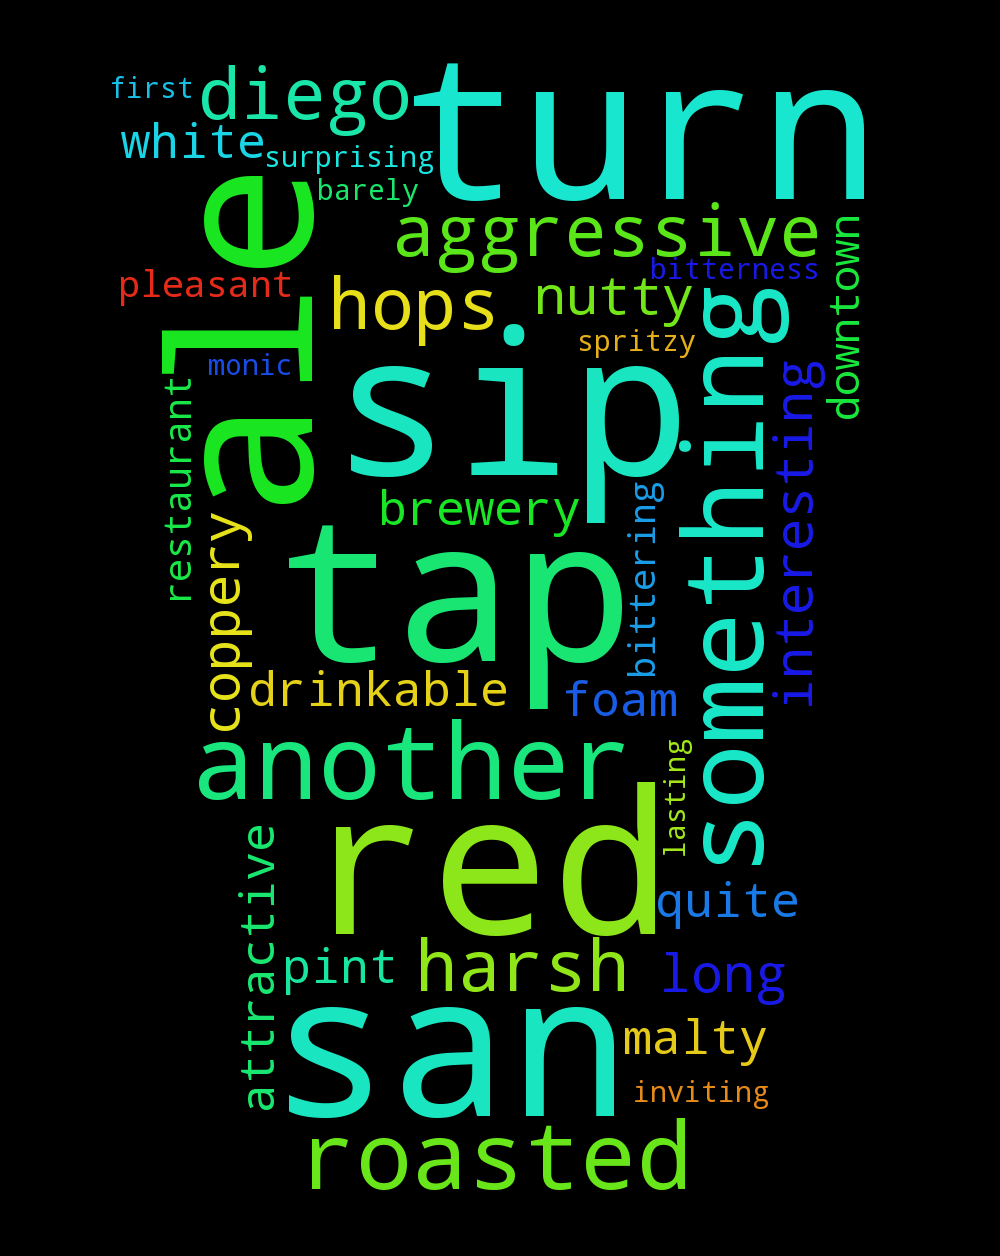 first
diego
turn
white
surprising
barely
ale
aggressive
downtown
bitterness
pleasant
hops
nutty
something
spritzy
monic
sip
interesting
restaurant
brewery
bittering
coppery
tap
drinkable
foam
another
lasting
red
attractive
quite
pint
harsh
long
san
malty
inviting
roasted